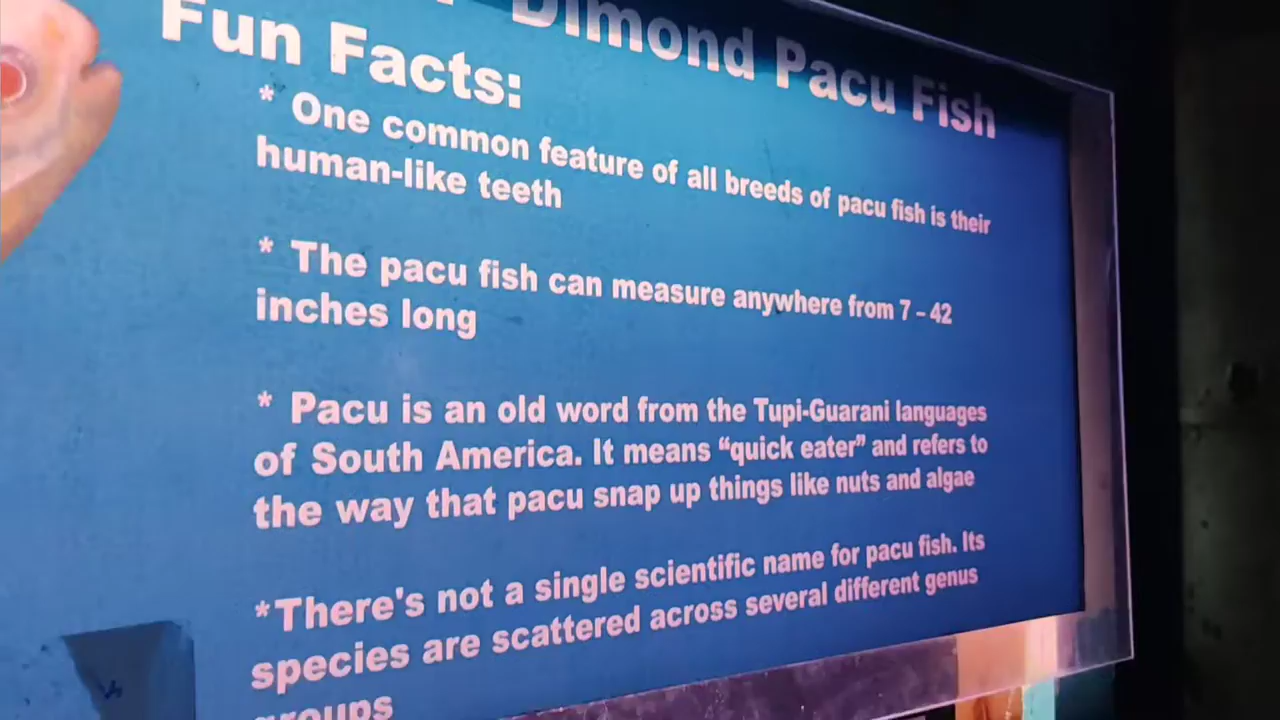 Dimond Pacu Fish
Fun Facts:
* One common feature of all breeds of pacu fish is their
human-like teeth
* The pacu fish can measure anywhere from 7 – 42
inches long
* Pacu is an old word from the Tupi-Guarani languages
of South America. It means “quick eater” and refers to
the way that pacu snap up things like nuts and algae
*There's not a single scientific name for pacu fish. Its
species are scattered across several different genus
groups